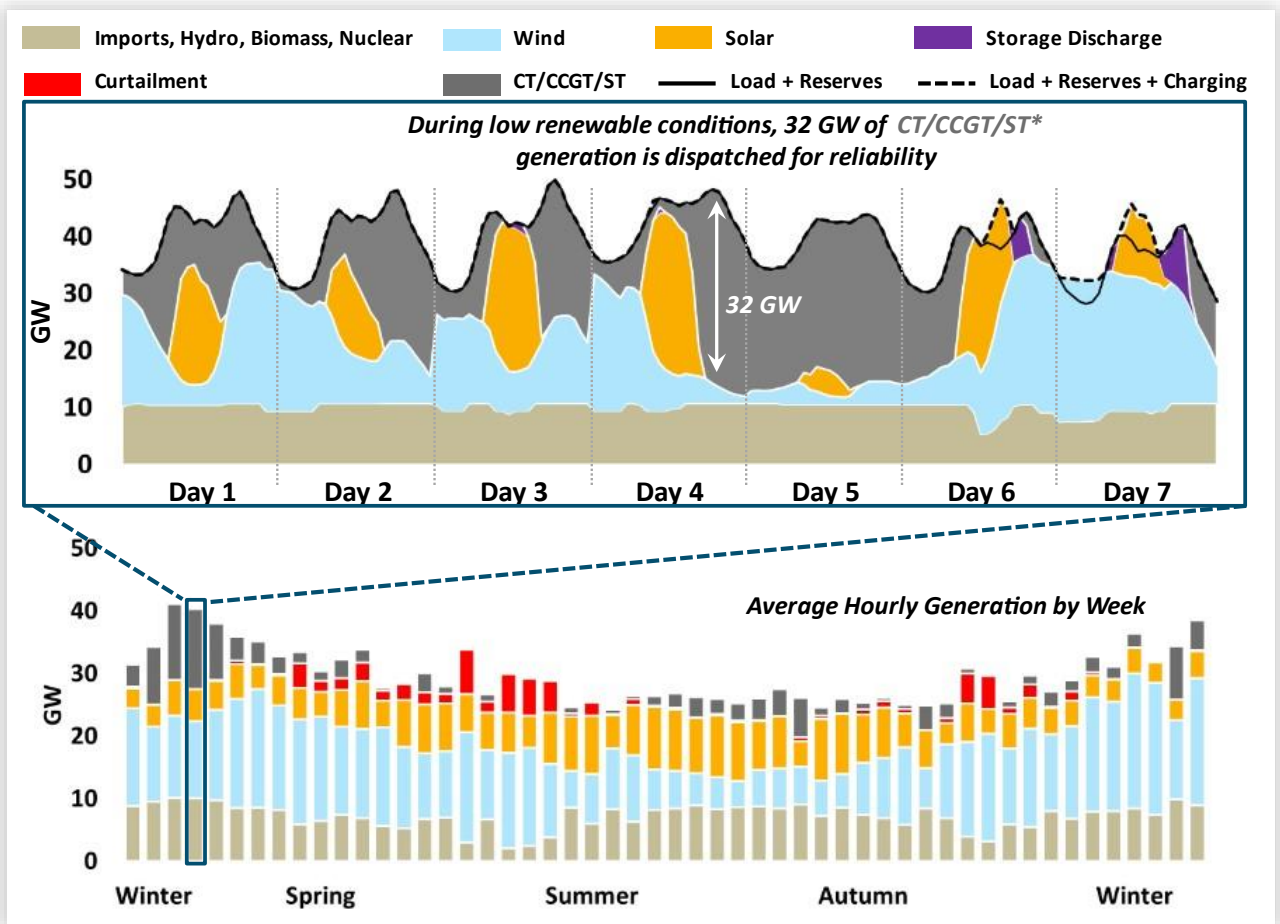 Imports, Hydro, Biomass, Nuclear Wind Solar Storage Discharge
Curtailment CT/CCGT/ST Load + Reserves Load + Reserves + Charging
During low renewable conditions, 32 GW of CT/CCGT/ST*
generation is dispatched for reliability
GW
50
40
30
20
10
0
32 GW
Day 1 Day 2 Day 3 Day 4 Day 5 Day 6 Day 7
Average Hourly Generation by Week
GW
50
40
30
20
10
0
Winter Spring Summer Autumn Winter